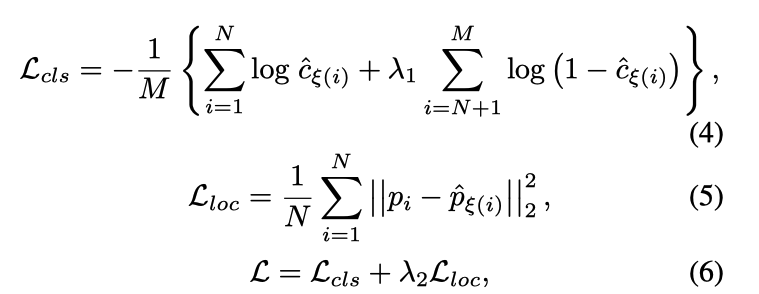 $\mathcal{L}_{cls} = -\frac{1}{M} \left\{ \sum_{i=1}^{N} \log \hat{c}_{\xi(i)} + \lambda_1 \sum_{i=N+1}^{M} \log \left(1 - \hat{c}_{\xi(i)}\right) \right\},$ (4)
$\mathcal{L}_{loc} = \frac{1}{N} \sum_{i=1}^{N} \left|\left| p_i - \hat{p}_{\xi(i)} \right|\right|_2^2,$ (5)
$\mathcal{L} = \mathcal{L}_{cls} + \lambda_2 \mathcal{L}_{loc},$ (6)